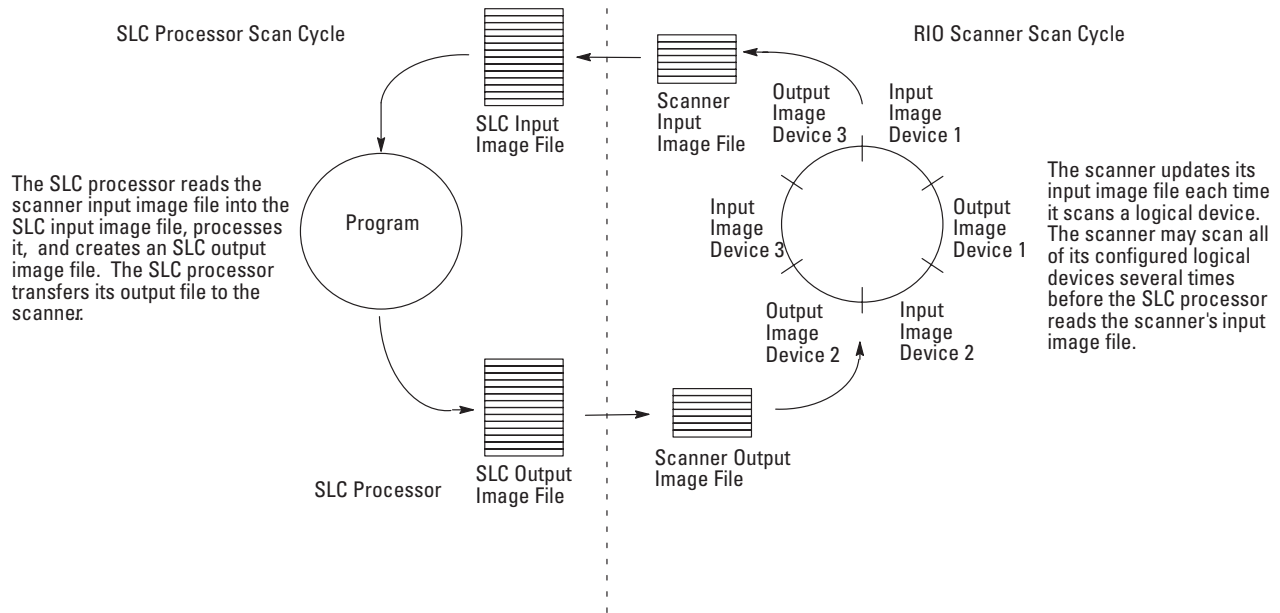 SLC Processor Scan Cycle
RIO Scanner Scan Cycle
SLC Input
Image File
Scanner
Input
Image File
Output
Image
Device 3
Input
Image
Device 1
The SLC processor reads the
scanner input image file into the
SLC input image file, processes
it, and creates an SLC output
image file. The SLC processor
transfers its output file to the
scanner.
Program
Input
Image
Device 3
Output
Image
Device 1
The scanner updates its
input image file each time
it scans a logical device.
The scanner may scan all
of its configured logical
devices several times
before the SLC processor
reads the scanner's input
image file.
Output
Image
Device 2
Input
Image
Device 2
SLC Processor
SLC Output
Image File
Scanner Output
Image File